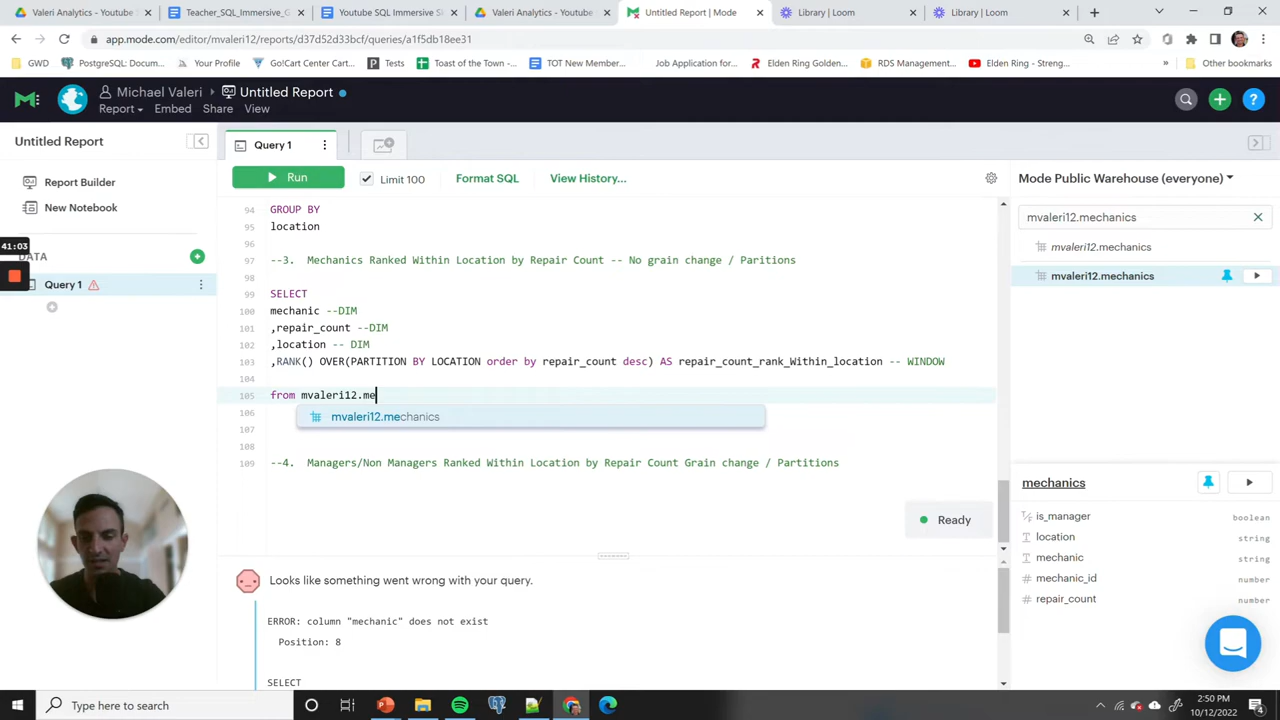 Valeri Analytics - Youtube S
Teacher_SQL_Immersive_G
Youtube SQL Immersive Sk
Valeri Analytics - Youtube
Untitled Report | Mode
Library | Loom
Library | Loom
app.mode.com/editor/mvaleri12/reports/d37d52d33bcf/queries/a1f5db18ee31
GWD
PostgreSQL: Docum...
Your Profile
Go!Cart Center Cart...
Tests
Toast of the Town -...
TOT New Member...
Job Application for...
Elden Ring Golden...
RDS Management...
Elden Ring - Streng...
»
Other bookmarks
Michael Valeri > Untitled Report
Report Embed Share View
Untitled Report
Query 1
Run
Limit 100
Format SQL
View History...
Mode Public Warehouse (everyone)
Report Builder
New Notebook
41:03
DATA
Query 1
mvaleri12.mechanics
mvaleri12.mechanics
mvaleri12.mechanics
94 GROUP BY
95 location
96
97 --3. Mechanics Ranked Within Location by Repair Count -- No grain change / Paritions
98
99 SELECT
100 mechanic --DIM
101 ,repair_count --DIM
102 ,location -- DIM
103 ,RANK() OVER(PARTITION BY LOCATION order by repair_count desc) AS repair_count_rank_Within_location -- WINDOW
104
105 from mvaleri12.me
106
mvaleri12.mechanics
107
108
109 --4. Managers/Non Managers Ranked Within Location by Repair Count Grain change / Partitions
Ready
mechanics
is_manager boolean
location string
mechanic string
mechanic_id number
repair_count number
Looks like something went wrong with your query.
ERROR: column "mechanic" does not exist
Position: 8
SELECT
Type here to search
2:50 PM
10/12/2022
4